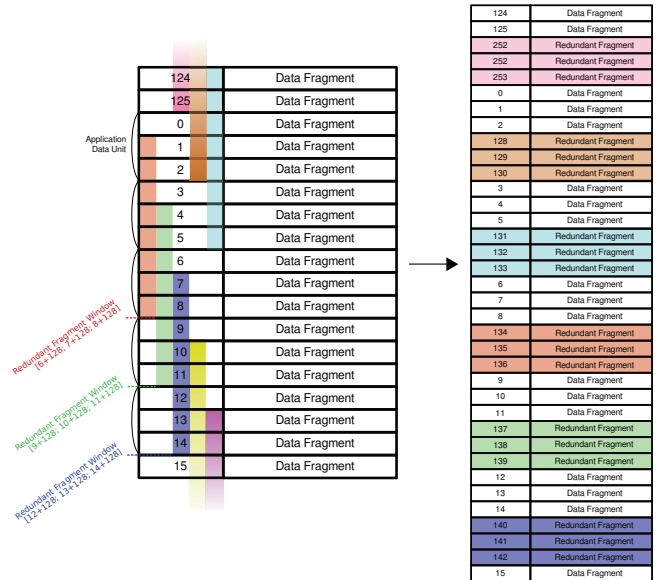 124 Data Fragment
125 Data Fragment
0 Data Fragment
Application
Data Unit
1 Data Fragment
2 Data Fragment
3 Data Fragment
4 Data Fragment
5 Data Fragment
6 Data Fragment
7 Data Fragment
8 Data Fragment
Redundant Fragment Window
[6+128; 7+128; 8+128]
9 Data Fragment
10 Data Fragment
11 Data Fragment
Redundant Fragment Window
[9+128; 10+128; 11+128]
12 Data Fragment
13 Data Fragment
14 Data Fragment
Redundant Fragment Window
[12+128; 13+128; 14+128]
15 Data Fragment
124 Data Fragment
125 Data Fragment
252 Redundant Fragment
252 Redundant Fragment
253 Redundant Fragment
0 Data Fragment
1 Data Fragment
2 Data Fragment
128 Redundant Fragment
129 Redundant Fragment
130 Redundant Fragment
3 Data Fragment
4 Data Fragment
5 Data Fragment
131 Redundant Fragment
132 Redundant Fragment
133 Redundant Fragment
6 Data Fragment
7 Data Fragment
8 Data Fragment
134 Redundant Fragment
135 Redundant Fragment
136 Redundant Fragment
9 Data Fragment
10 Data Fragment
11 Data Fragment
137 Redundant Fragment
138 Redundant Fragment
139 Redundant Fragment
12 Data Fragment
13 Data Fragment
14 Data Fragment
140 Redundant Fragment
141 Redundant Fragment
142 Redundant Fragment
15 Data Fragment